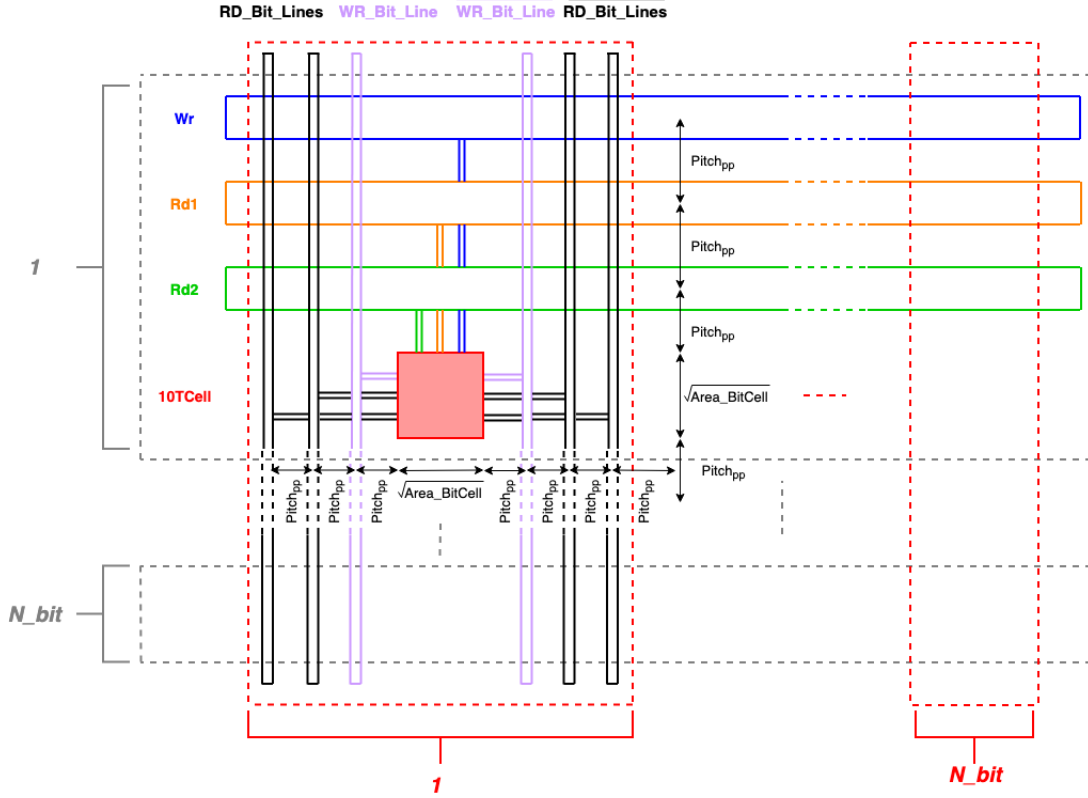 RD_Bit_Lines WR_Bit_Line WR_Bit_Line RD_Bit_Lines
Wr
Pitchpp
Rd1
1
Pitchpp
Rd2
Pitchpp
10TCell
√Area_BitCell
Pitchpp
Pitchpp Pitchpp Pitchpp √Area_BitCell Pitchpp Pitchpp Pitchpp Pitchpp
N_bit
1
N_bit